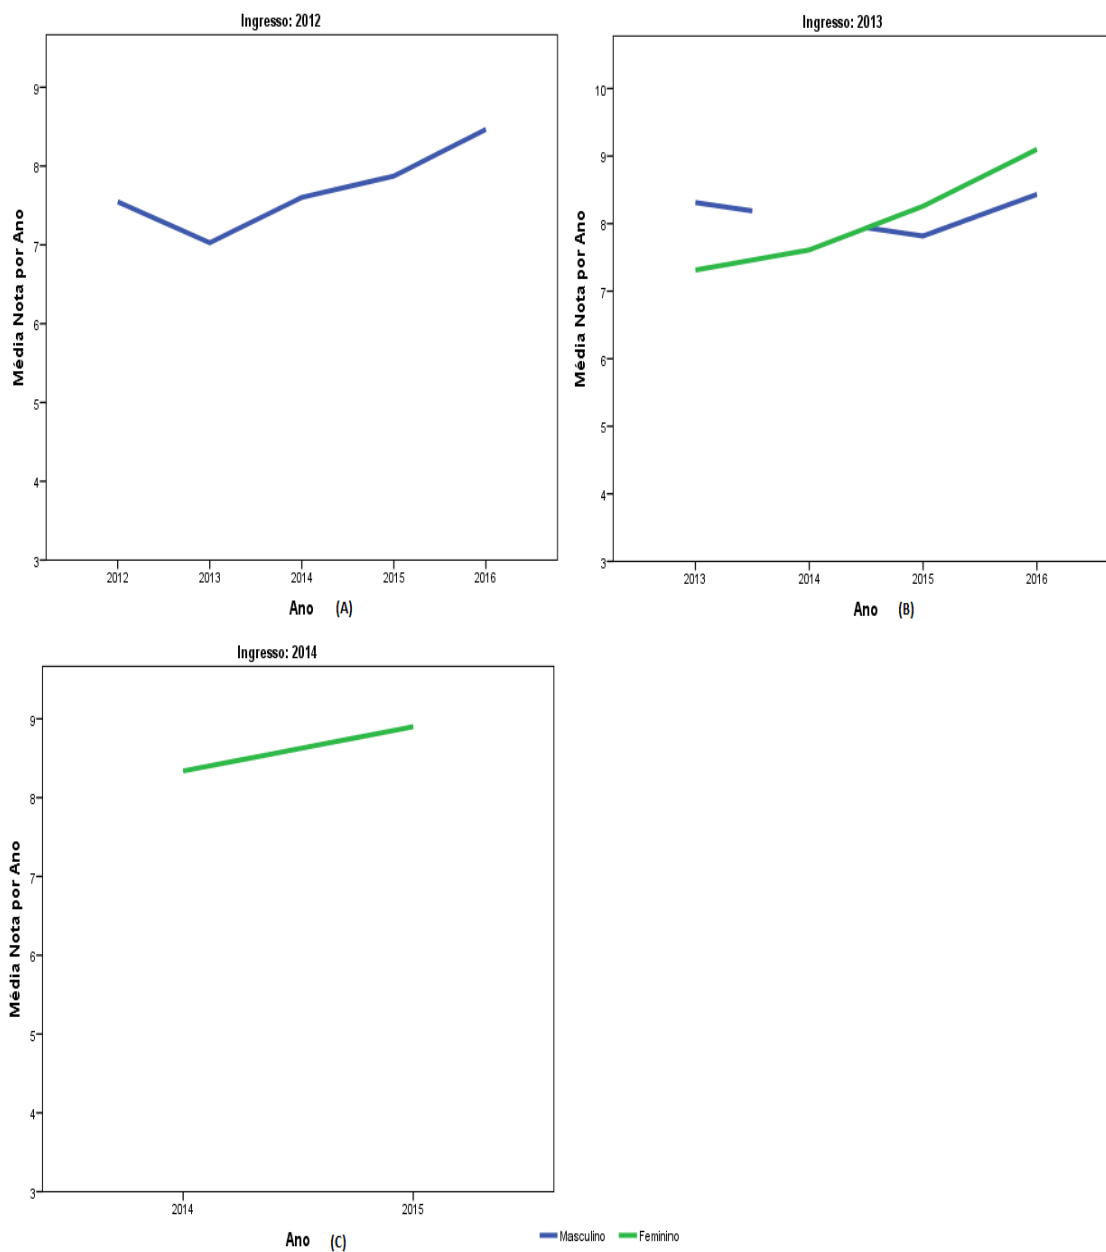 Ingresso: 2012
Média Nota por Ano
9
8
7
6
5
4
3
2012 2013 2014 2015 2016
Ano (A)
Ingresso: 2013
Média Nota por Ano
10
9
8
7
6
5
4
3
2013 2014 2015 2016
Ano (B)
Ingresso: 2014
Média Nota por Ano
9
8
7
6
5
4
3
2014 2015
Ano (C)
Masculino Feminino